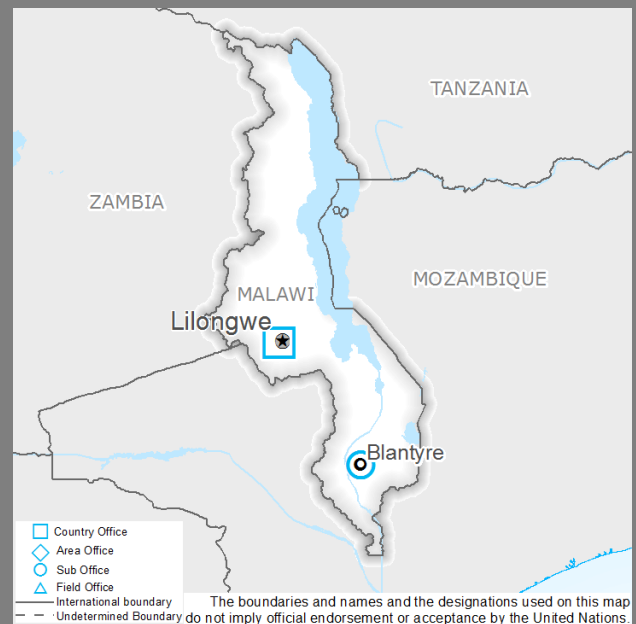 TANZANIA
ZAMBIA
MOZAMBIQUE
MALAWI
Lilongwe
Blantyre
Country Office
Area Office
Sub Office
Field Office
International boundary
Undetermined Boundary
The boundaries and names and the designations used on this map
do not imply official endorsement or acceptance by the United Nations.